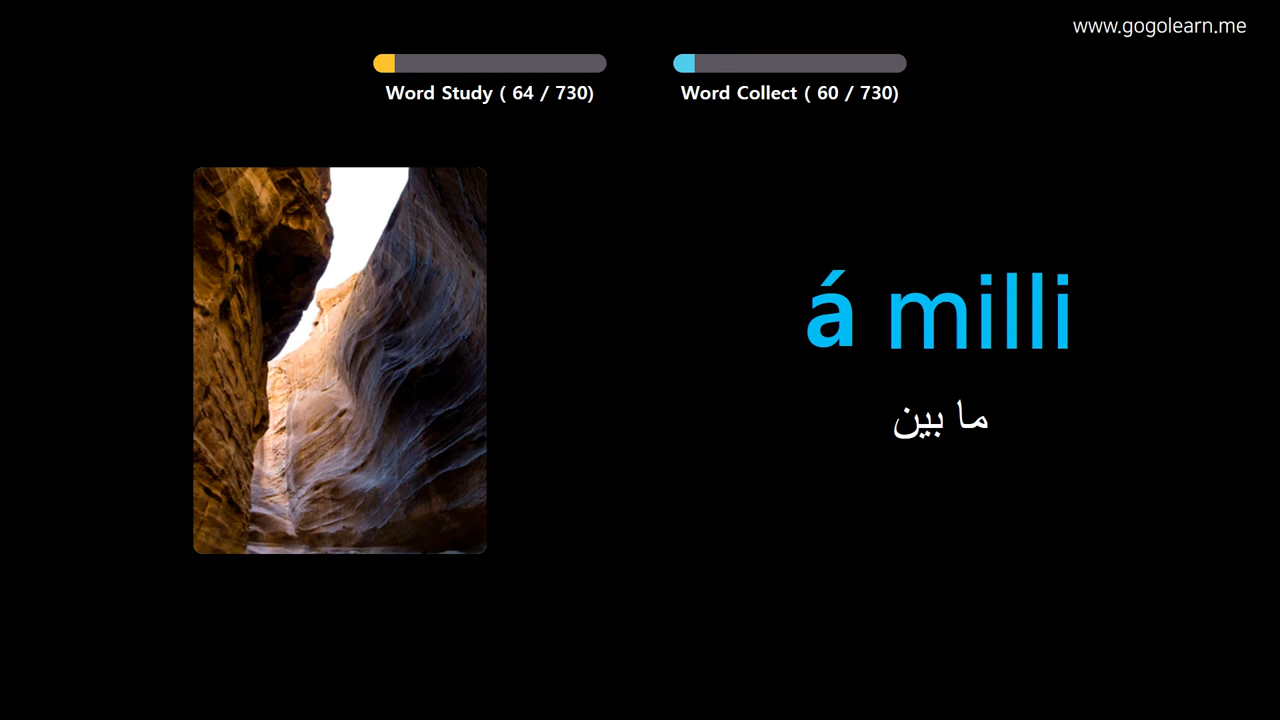 www.gogolearn.me
Word Study ( 64 / 730)
Word Collect ( 60 / 730)
á milli
ما بين